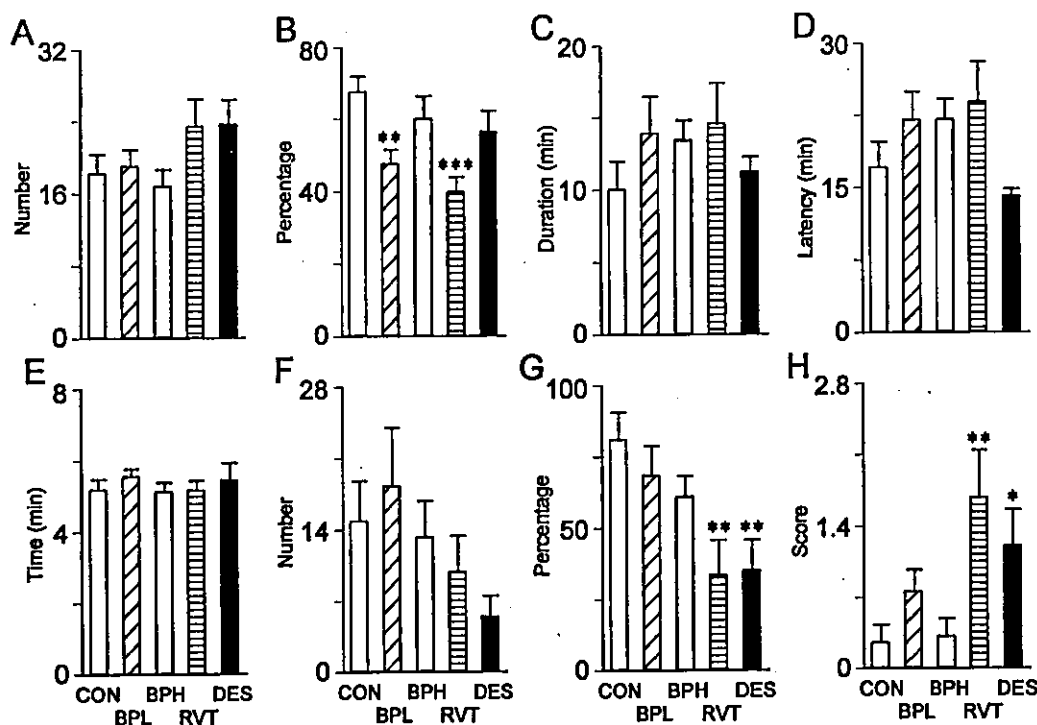 A
32
16
0
Number
B
80
40
0
Percentage
**
***
C
20
10
0
Duration (min)
D
30
15
0
Latency (min)
E
8
4
0
Time (min)
CON BPH DES
BPL RVT
F
28
14
0
Number
CON BPH DES
BPL RVT
G
100
50
0
Percentage
** **
CON BPH DES
BPL RVT
H
2.8
1.4
0
Score
**
*
CON BPH DES
BPL RVT